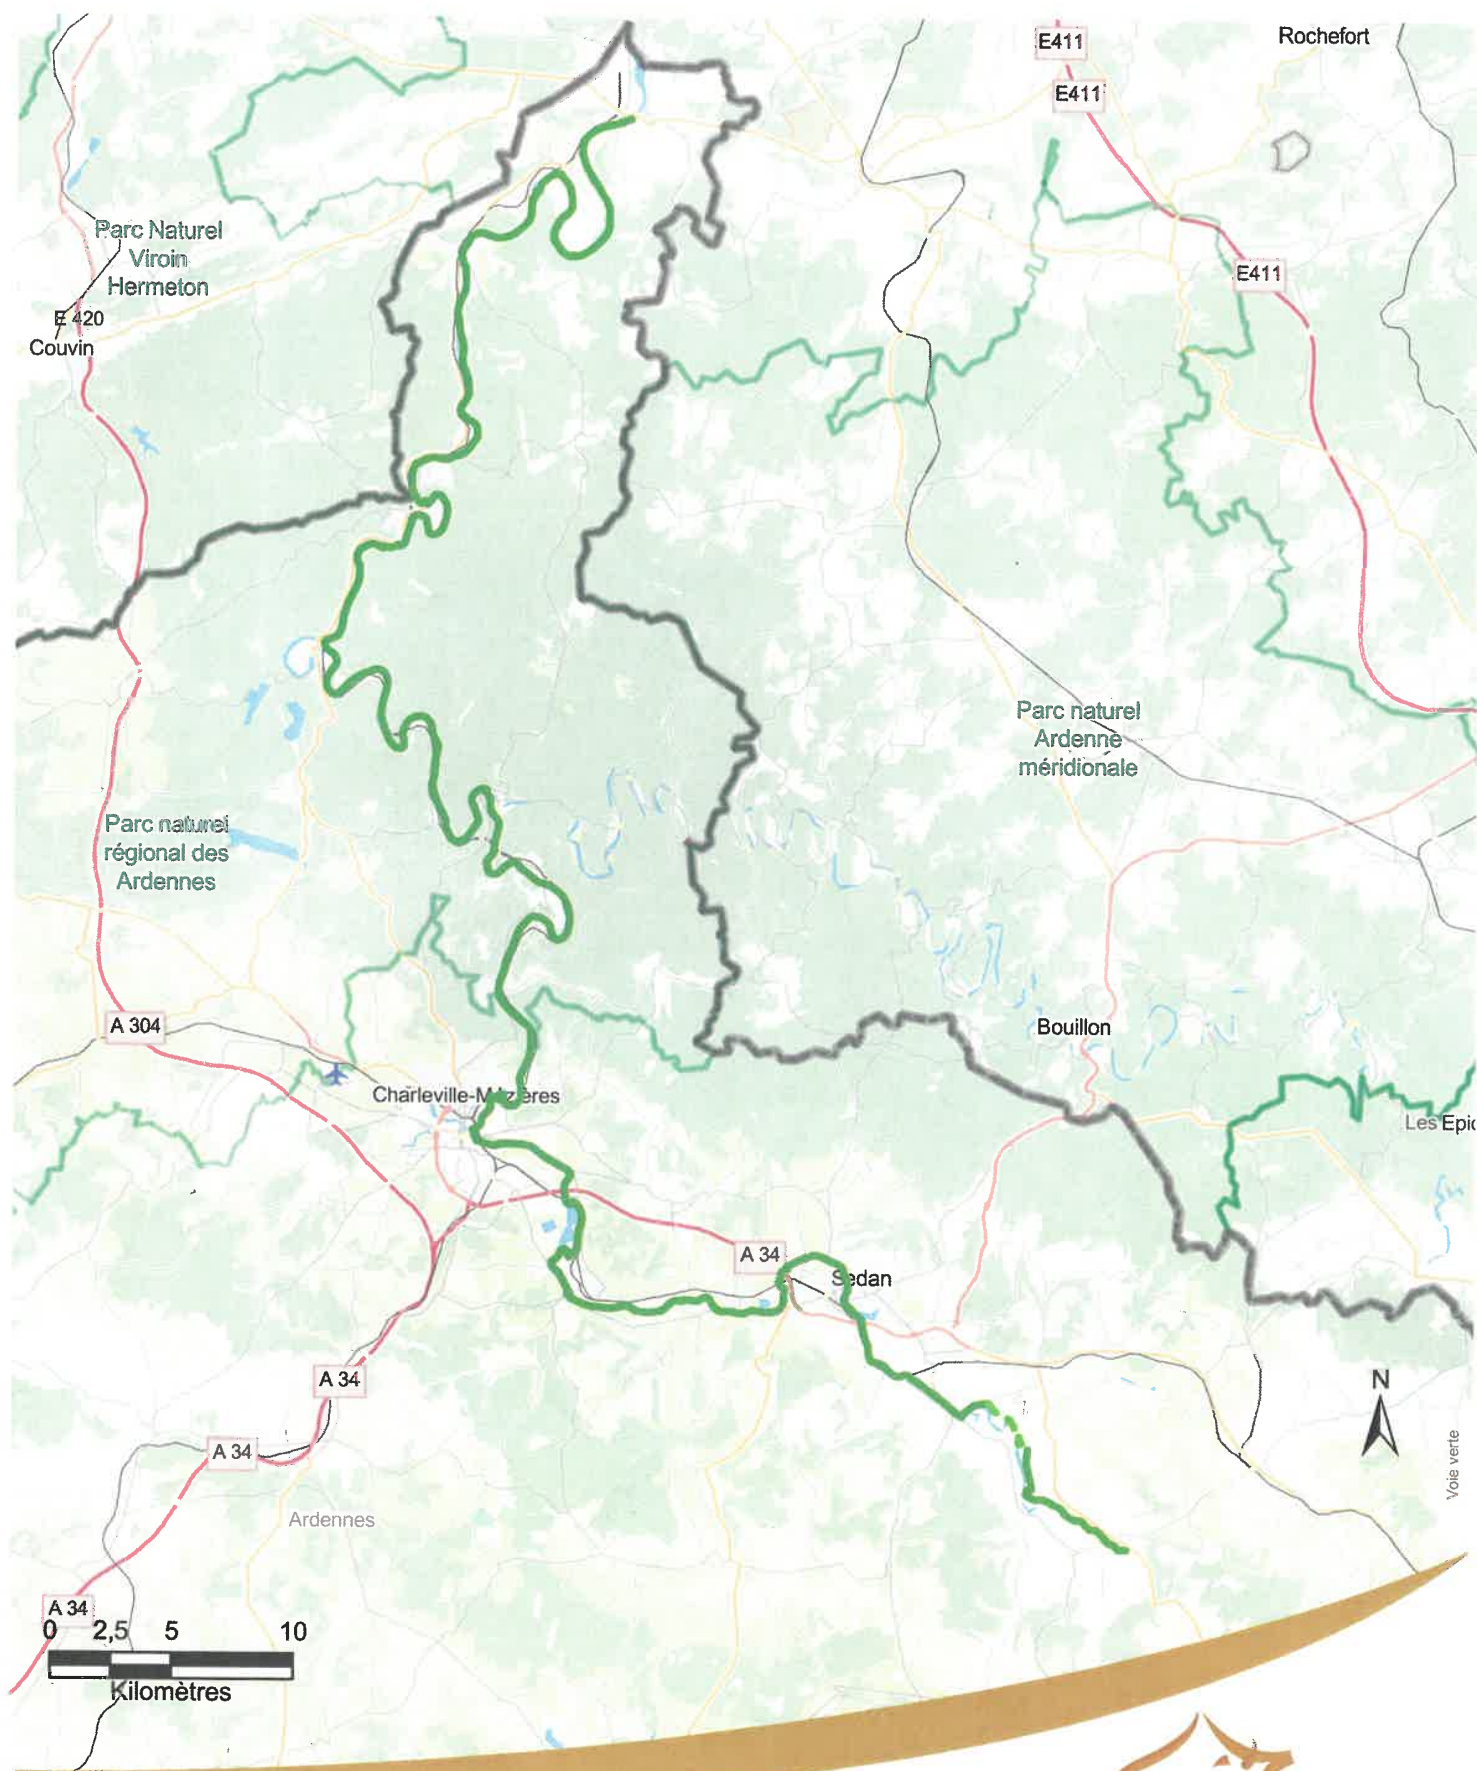 E411
Rochefort
E411
Parc Naturel
Viroin
Hermeton
E411
E 420
Couvin
Parc naturel
Ardenne
méridionale
Parc naturel
régional des
Ardennes
A 304
Bouillon
Charleville-Mézières
Les Epio
A 34
Sedan
A 34
N
A 34
Voie verte
Ardennes
A 34
0 2,5 5 10
Kilomètres